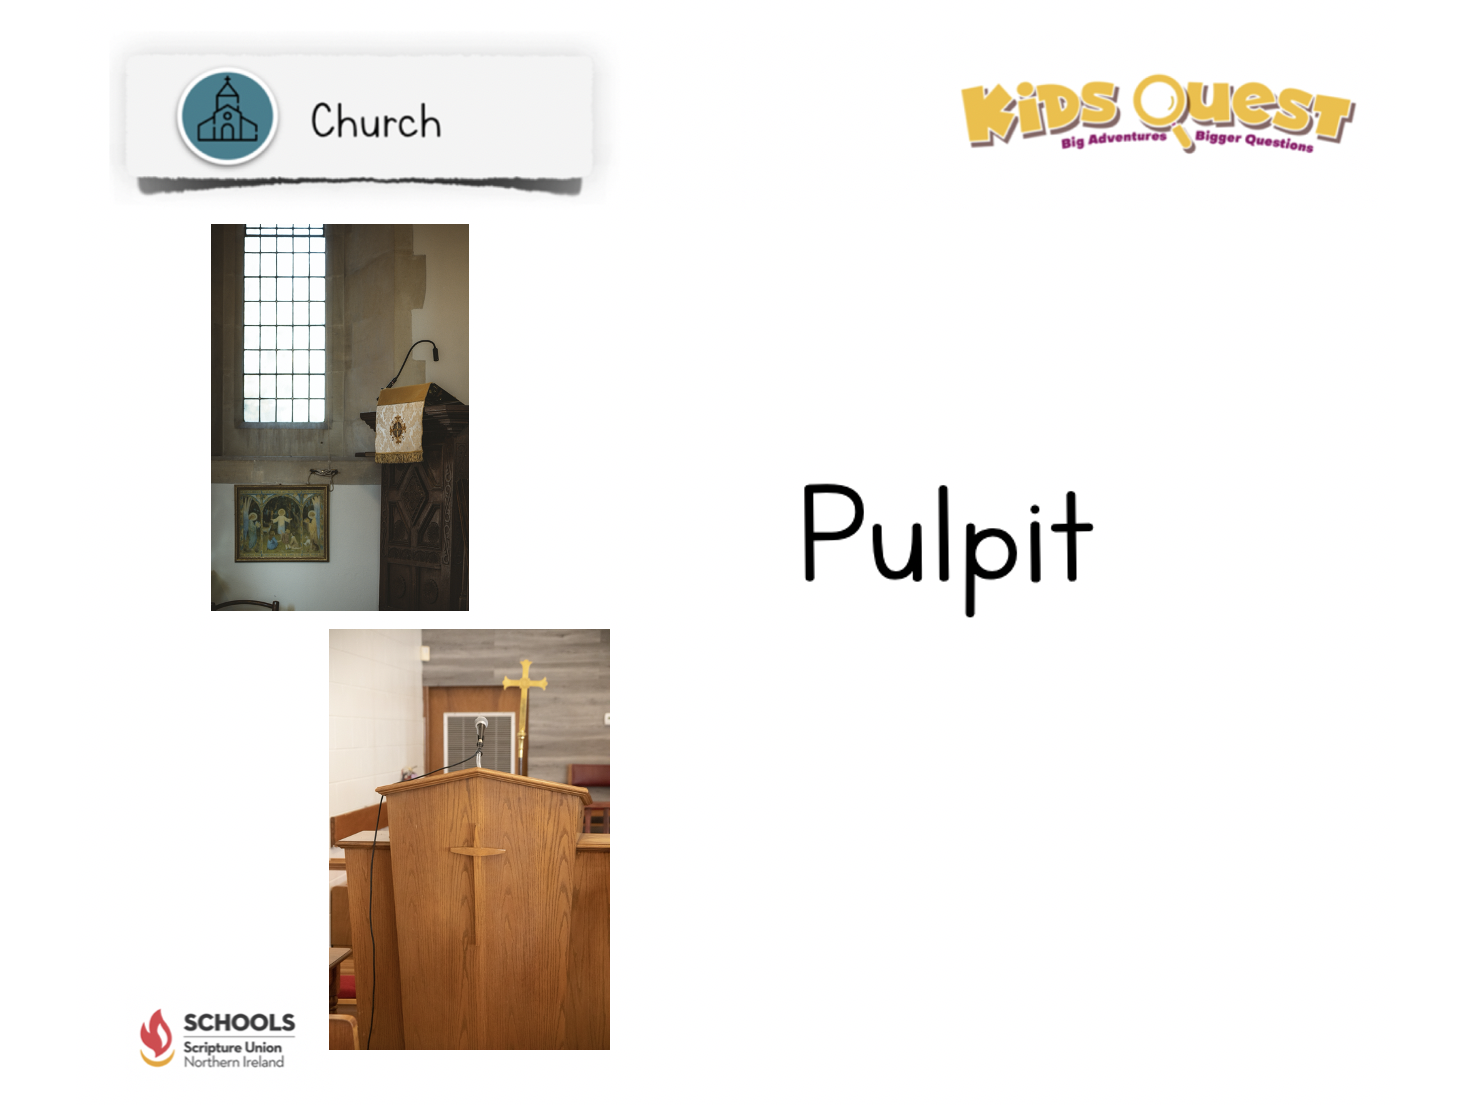 Church
KiDS QUEST
Big Adventures Bigger Questions
Pulpit
SCHOOLS
Scripture Union
Northern Ireland